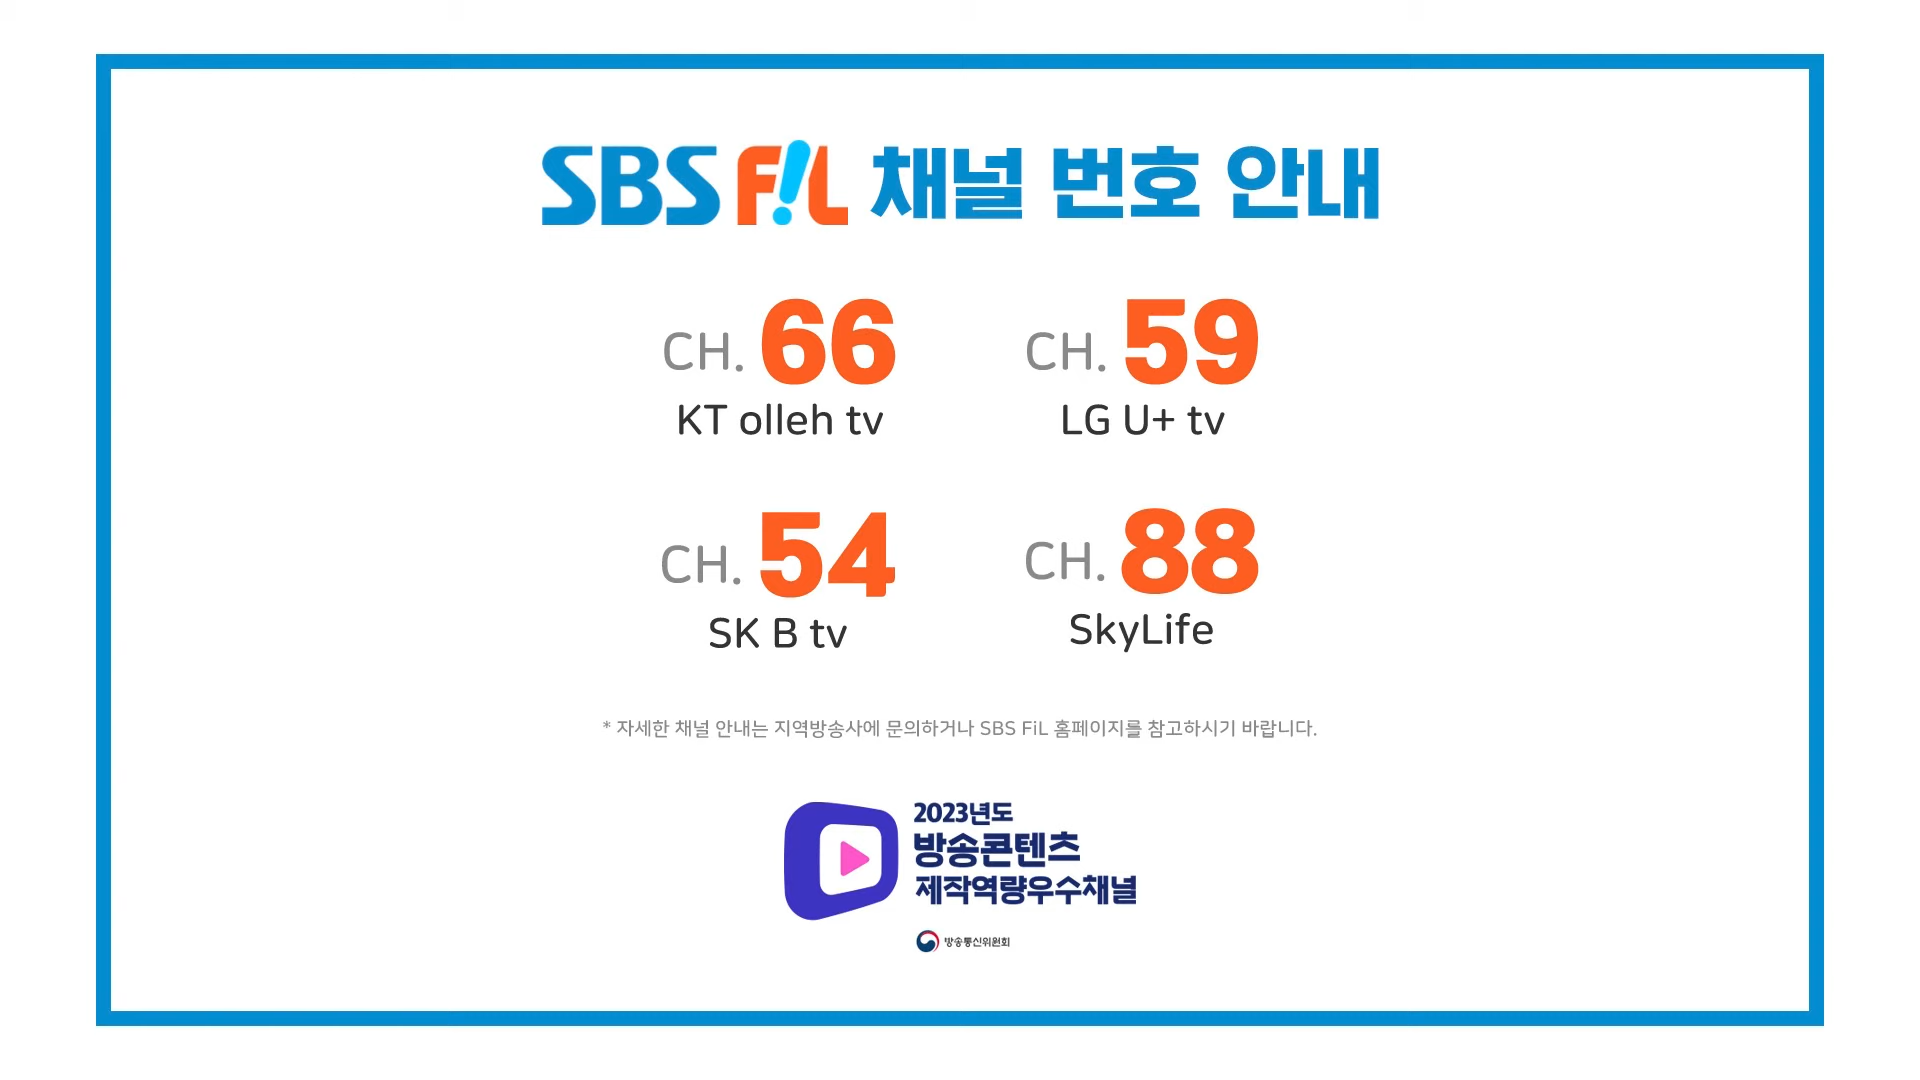 SBS FiL 채널 번호 안내
CH. 66
KT olleh tv
CH. 59
LG U+ tv
CH. 54
SK B tv
CH. 88
SkyLife
* 자세한 채널 안내는 지역방송사에 문의하거나 SBS FiL 홈페이지를 참고하시기 바랍니다.
2023년도
방송콘텐츠
제작역량우수채널
방송통신위원회